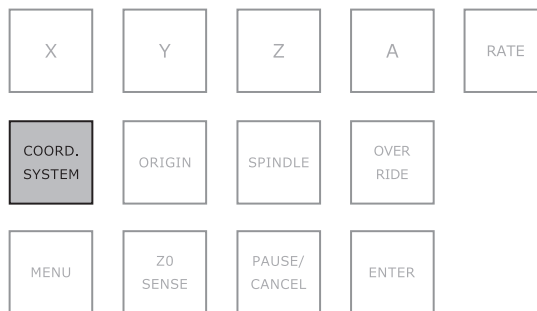 X Y Z A RATE
COORD.
SYSTEM
ORIGIN
SPINDLE
OVER
RIDE
MENU
Z0
SENSE
PAUSE/
CANCEL
ENTER